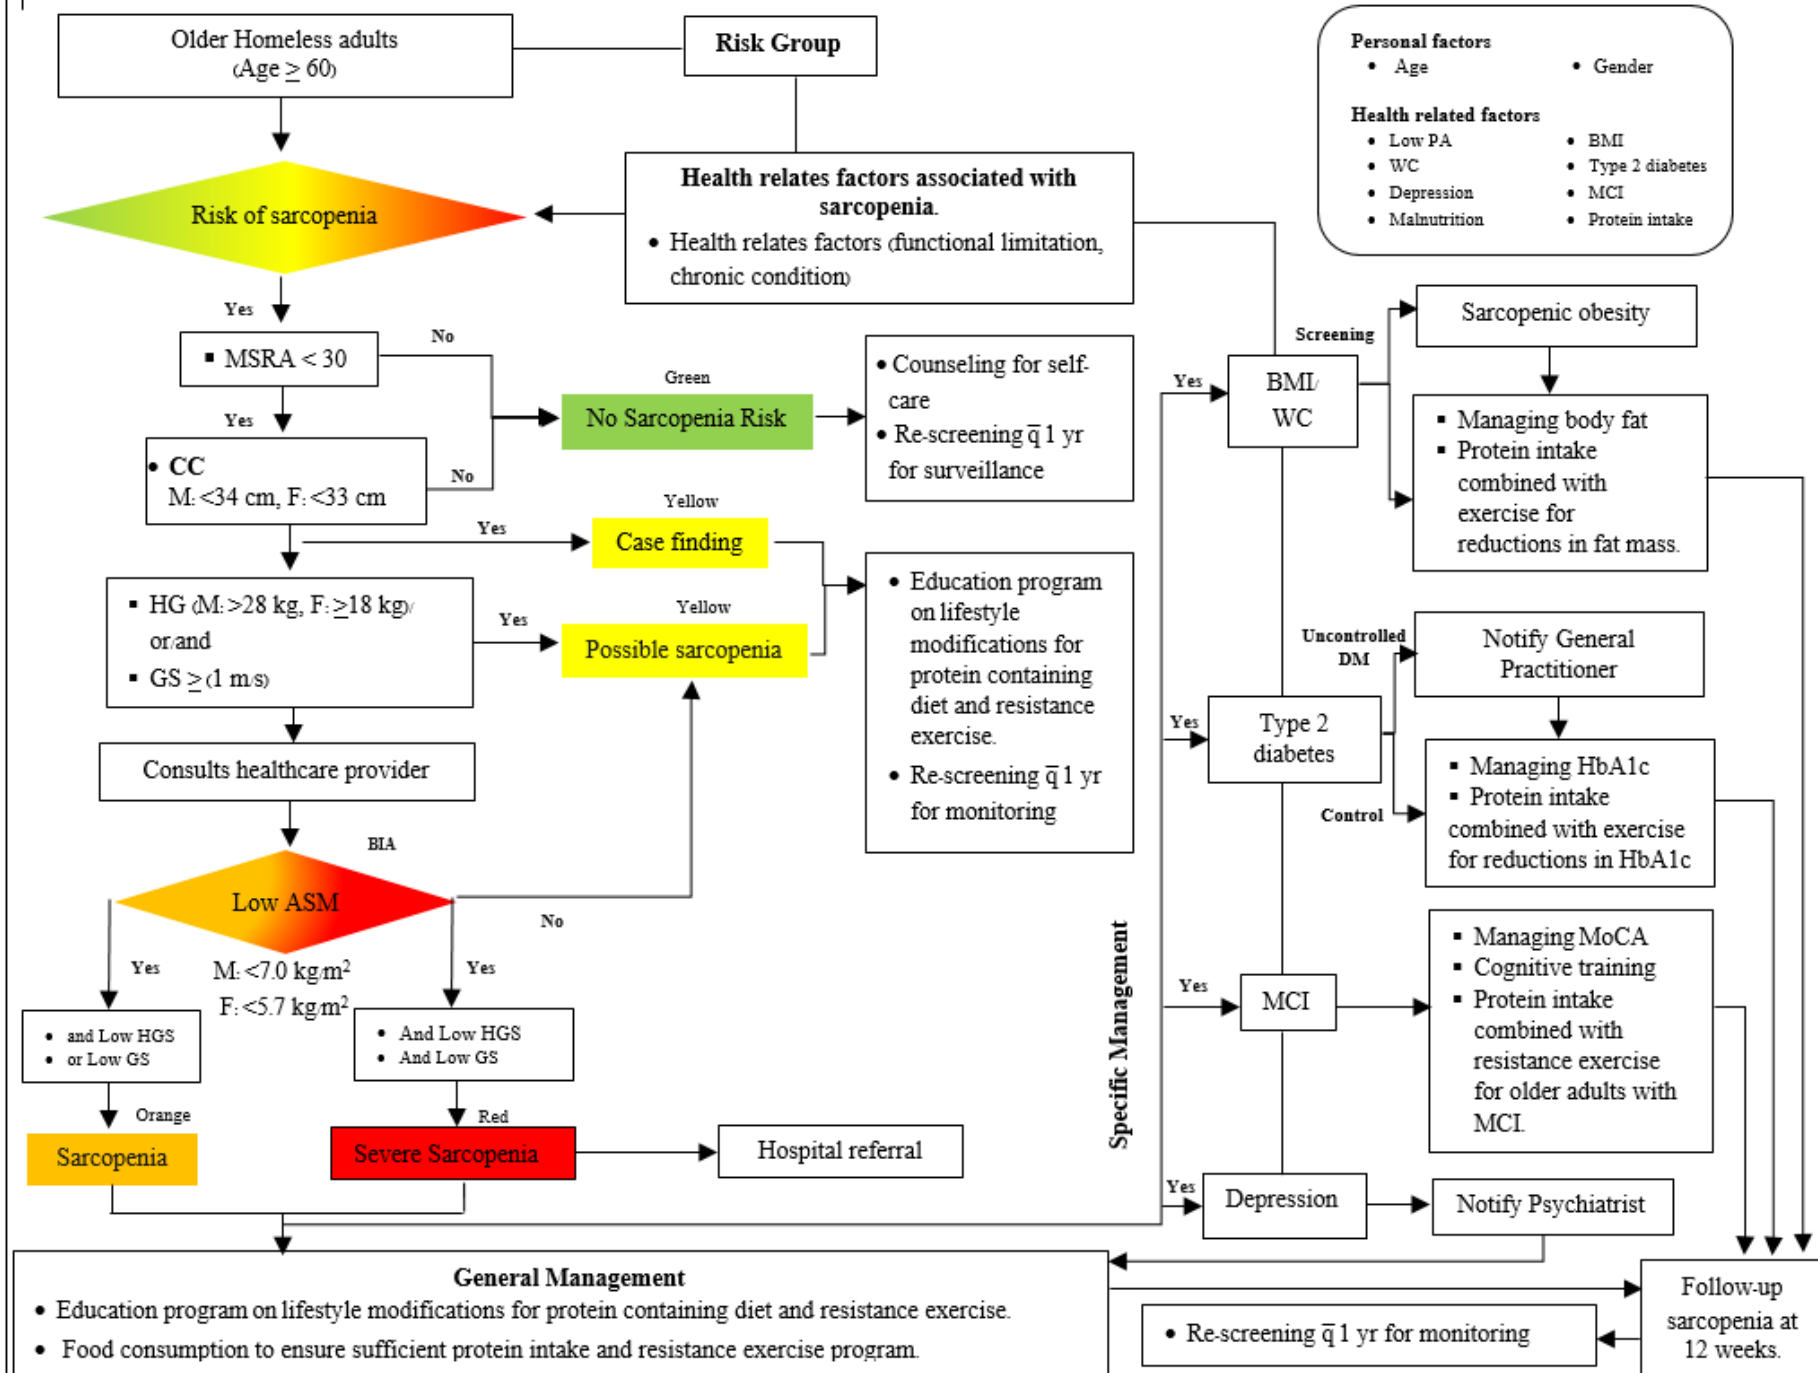 Older Homeless adults
(Age ≥ 60)
Risk Group
Personal factors
• Age
• Gender
Health related factors
• Low PA
• BMI
• WC
• Type 2 diabetes
• Depression
• MCI
• Malnutrition
• Protein intake
Risk of sarcopenia
Health relates factors associated with
sarcopenia.
• Health relates factors (functional limitation,
chronic condition)
Yes
▪ MSRA < 30
No
Yes
• CC
M: <34 cm, F: <33 cm
No
Green
No Sarcopenia Risk
• Counseling for self-
care
• Re-screening q̅ 1 yr
for surveillance
Yes
Yellow
Case finding
▪ HG (M: >28 kg, F: ≥18 kg)/
or/and
▪ GS ≥ (1 m/s)
Yes
Yellow
Possible sarcopenia
• Education program
on lifestyle
modifications for
protein containing
diet and resistance
exercise.
• Re-screening q̅ 1 yr
for monitoring
Consults healthcare provider
BIA
Low ASM
No
Yes
M: <7.0 kg/m²
F: <5.7 kg/m²
Yes
• and Low HGS
• or Low GS
• And Low HGS
• And Low GS
Orange
Sarcopenia
Red
Severe Sarcopenia
Hospital referral
Specific Management
Yes
BMI/
WC
Screening
Sarcopenic obesity
▪ Managing body fat
▪ Protein intake
combined with
exercise for
reductions in fat mass.
Yes
Type 2
diabetes
Uncontrolled
DM
Notify General
Practitioner
Control
▪ Managing HbA1c
▪ Protein intake
combined with exercise
for reductions in HbA1c
Yes
MCI
▪ Managing MoCA
▪ Cognitive training
▪ Protein intake
combined with
resistance exercise
for older adults with
MCI.
Yes
Depression
Notify Psychiatrist
General Management
• Education program on lifestyle modifications for protein containing diet and resistance exercise.
• Food consumption to ensure sufficient protein intake and resistance exercise program.
• Re-screening q̅ 1 yr for monitoring
Follow-up
sarcopenia at
12 weeks.